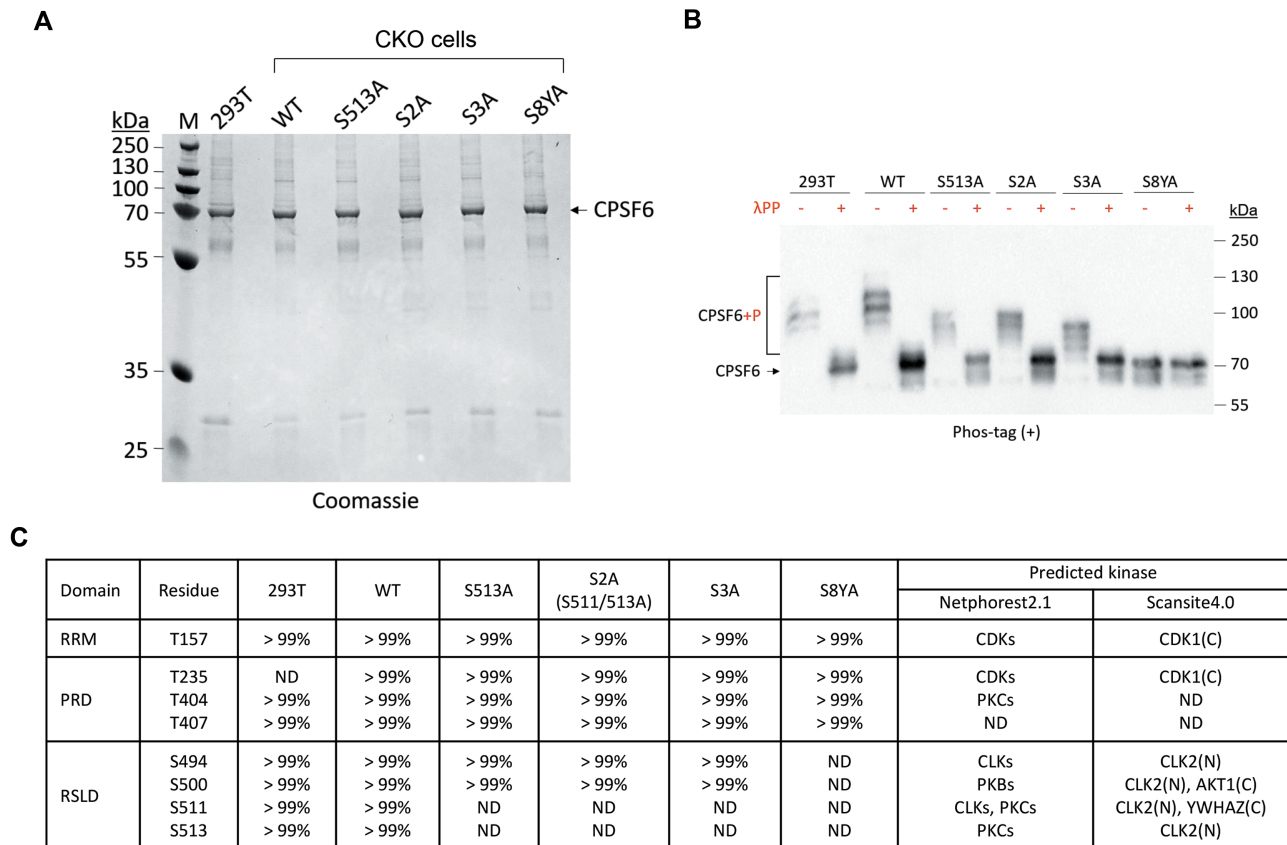 A
CKO cells
kDa M 293T WT S513A S2A S3A S8YA
250
130
100
70
55
35
25
CPSF6
Coomassie
B
293T WT S513A S2A S3A S8YA
λPP - + - + - + - + - + - + kDa
250
130
100
70
55
CPSF6+P
CPSF6
Phos-tag (+)
C
Domain Residue 293T WT S513A S2A (S511/513A) S3A S8YA Predicted kinase
Netphorest2.1 Scansite4.0
RRM T157 > 99% > 99% > 99% > 99% > 99% > 99% CDKs CDK1(C)
PRD T235 ND > 99% > 99% > 99% > 99% > 99% CDKs CDK1(C)
T404 > 99% > 99% > 99% > 99% > 99% > 99% PKCs ND
T407 > 99% > 99% > 99% > 99% > 99% > 99% ND ND
RSLD S494 > 99% > 99% > 99% > 99% > 99% ND CLKs CLK2(N)
S500 > 99% > 99% > 99% > 99% > 99% ND PKBs CLK2(N), AKT1(C)
S511 > 99% > 99% ND ND ND ND CLKs, PKCs CLK2(N), YWHAZ(C)
S513 > 99% > 99% ND ND ND ND PKCs CLK2(N)